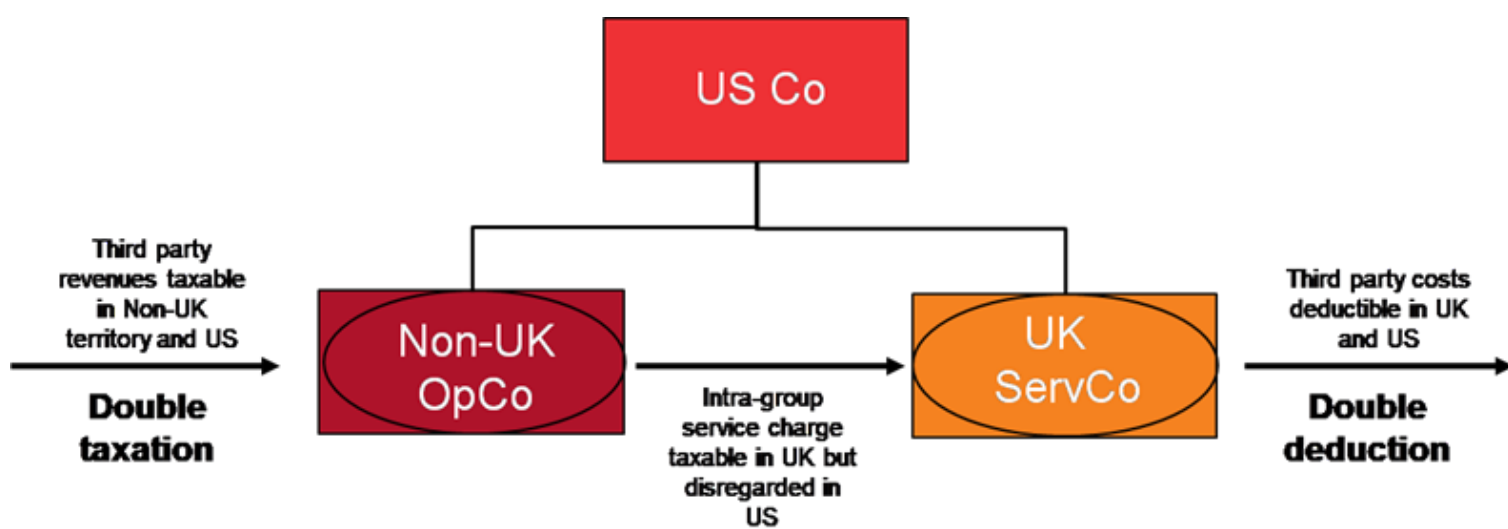 US Co
Third party
revenues taxable
in Non-UK
territory and US
Double
taxation
Non-UK
OpCo
Intra-group
service charge
taxable in UK but
disregarded in
US
UK
ServCo
Third party costs
deductible in UK
and US
Double
deduction